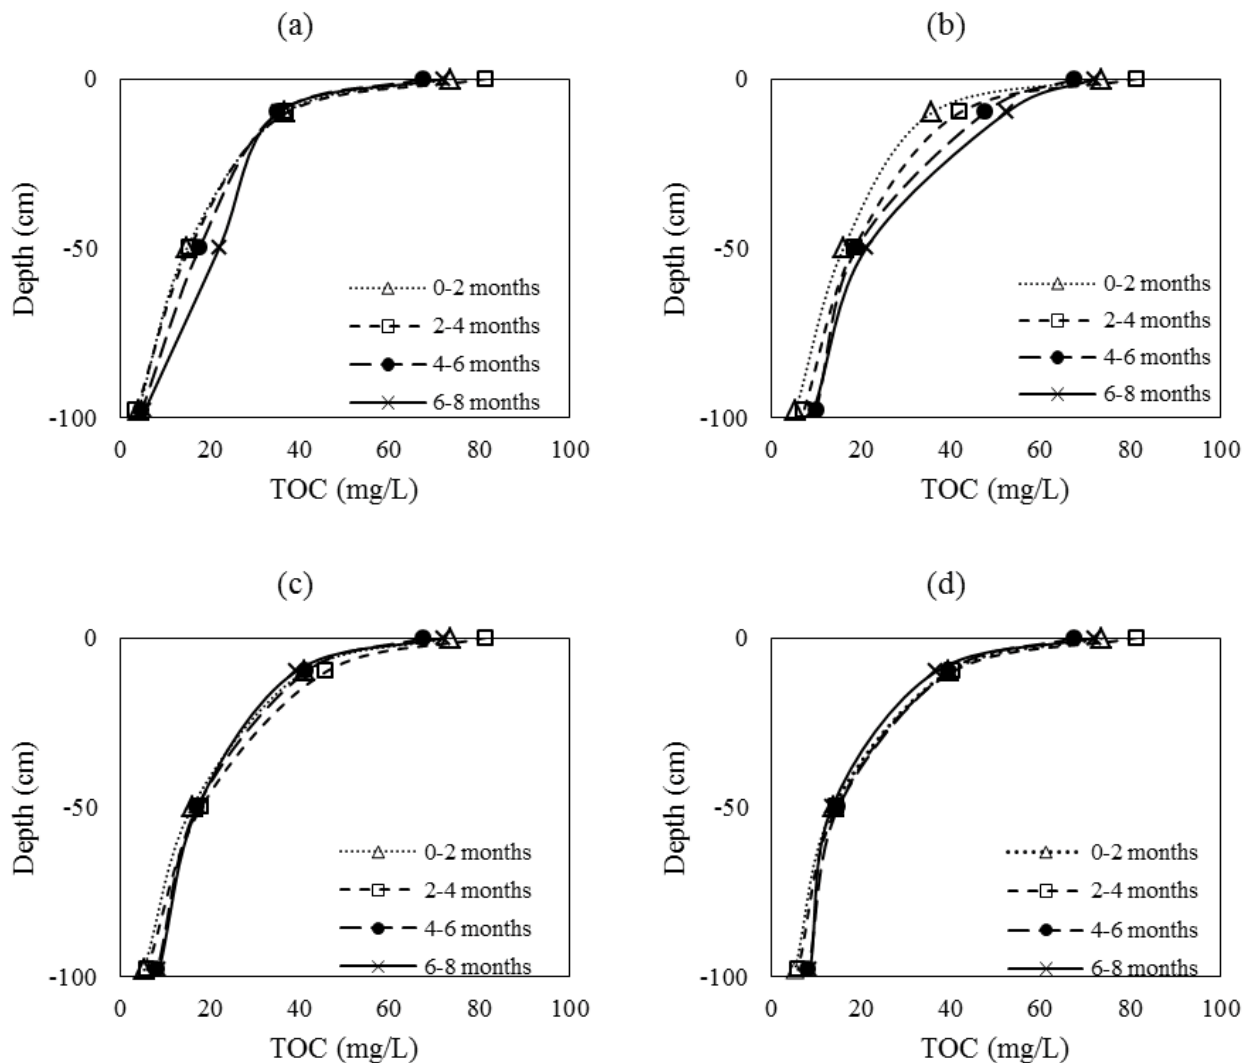 (a)
0
-50
-100
Depth (cm)
0-2 months
2-4 months
4-6 months
6-8 months
0 20 40 60 80 100
TOC (mg/L)
(b)
0
-50
-100
Depth (cm)
0-2 months
2-4 months
4-6 months
6-8 months
0 20 40 60 80 100
TOC (mg/L)
(c)
0
-50
-100
Depth (cm)
0-2 months
2-4 months
4-6 months
6-8 months
0 20 40 60 80 100
TOC (mg/L)
(d)
0
-50
-100
Depth (cm)
0-2 months
2-4 months
4-6 months
6-8 months
0 20 40 60 80 100
TOC (mg/L)